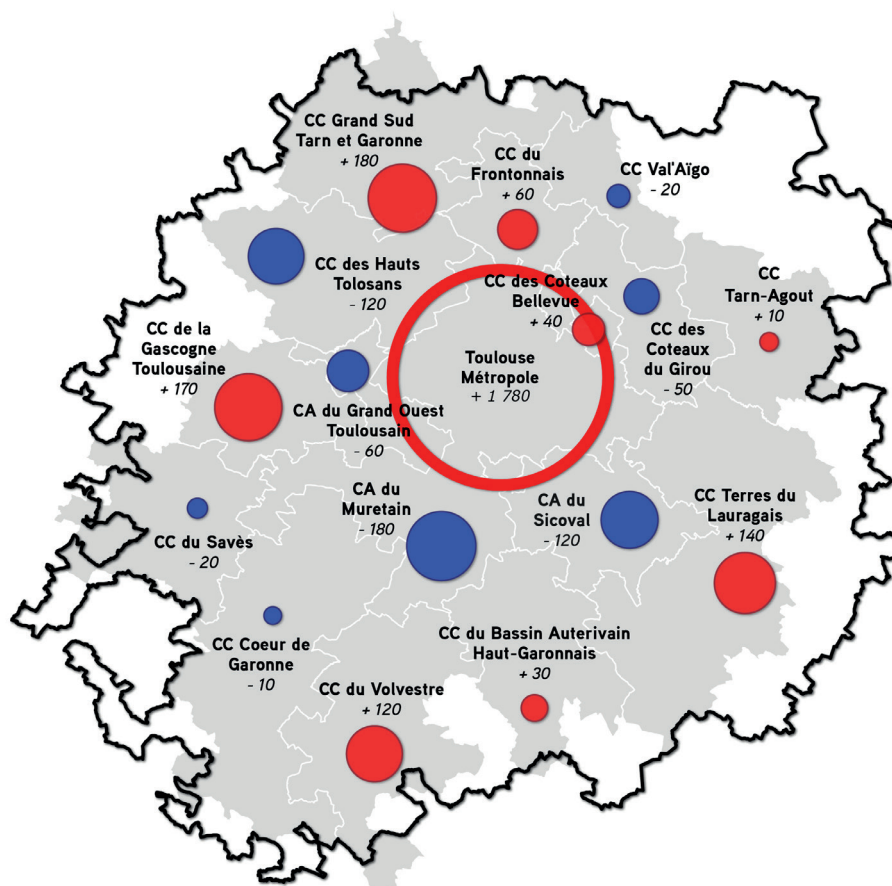 CC Grand Sud
Tarn et Garonne
+ 180
CC du
Frontonnais
+ 60
CC Val'Aïgo
- 20
CC des Hauts
Tolosans
- 120
CC des Coteaux
Bellevue
+ 40
CC
Tarn-Agout
+ 10
CC de la
Gascogne
Toulousaine
+ 170
Toulouse
Métropole
+ 1 780
CC des
Coteaux
du Girou
- 50
CA du Grand Ouest
Toulousain
- 60
CA du
Muretain
- 180
CA du
Sicoval
- 120
CC Terres du
Lauragais
+ 140
CC du Savès
- 20
CC Coeur de
Garonne
- 10
CC du Bassin Auterivain
Haut-Garonnais
+ 30
CC du Volvestre
+ 120